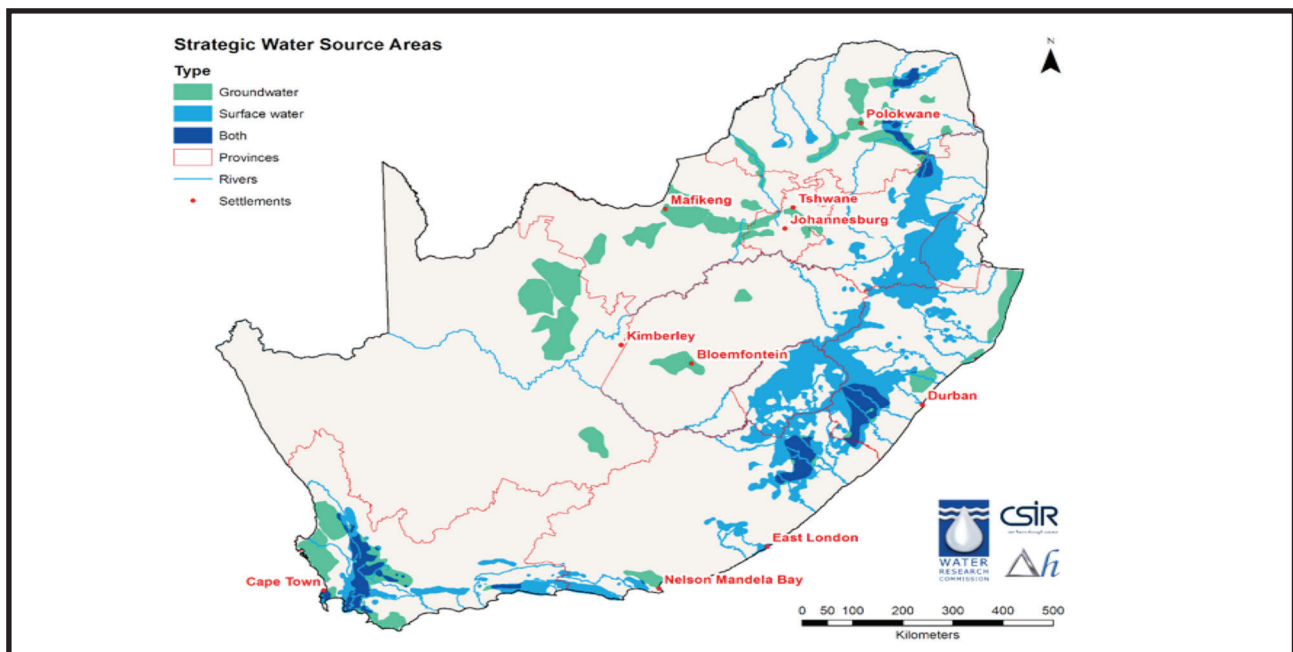 Strategic Water Source Areas
Type
Groundwater
Surface water
Both
Provinces
Rivers
Settlements
N
Polokwane
Mafikeng
Tshwane
Johannesburg
Kimberley
Bloemfontein
Durban
East London
Nelson Mandela Bay
Cape Town
WATER
RESEARCH
COMMISSION
CSIR
h
0 50 100 200 300 400 500
Kilometers